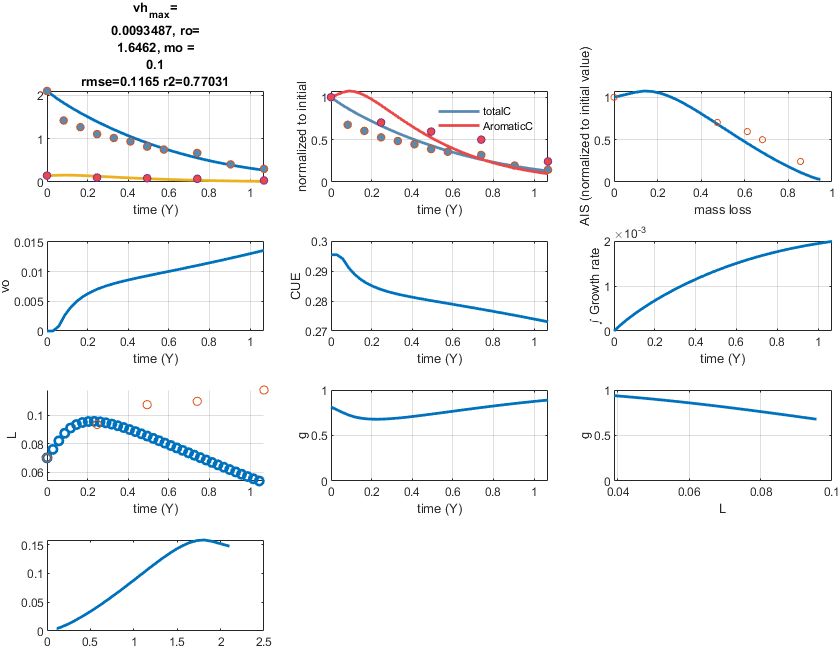 vh_max=
0.0093487, ro=
1.6462, mo =
0.1
rmse=0.1165 r2=0.77031
2
1
0
0 0.2 0.4 0.6 0.8 1
time (Y)
normalized to initial
1
0.5
0
totalC
AromaticC
0 0.2 0.4 0.6 0.8 1
time (Y)
AIS (normalized to initial value)
1
0.5
0
0 0.2 0.4 0.6 0.8 1
mass loss
vo
0.015
0.01
0.005
0
0 0.2 0.4 0.6 0.8 1
time (Y)
CUE
0.3
0.29
0.28
0.27
0 0.2 0.4 0.6 0.8 1
time (Y)
∫ Growth rate
×10^-3
2
1
0
0 0.2 0.4 0.6 0.8 1
time (Y)
L
0.1
0.08
0.06
0 0.2 0.4 0.6 0.8 1
time (Y)
g
1
0.5
0
0 0.2 0.4 0.6 0.8 1
time (Y)
g
1
0.5
0
0.04 0.06 0.08 0.1
L
0.15
0.1
0.05
0
0 0.5 1 1.5 2 2.5